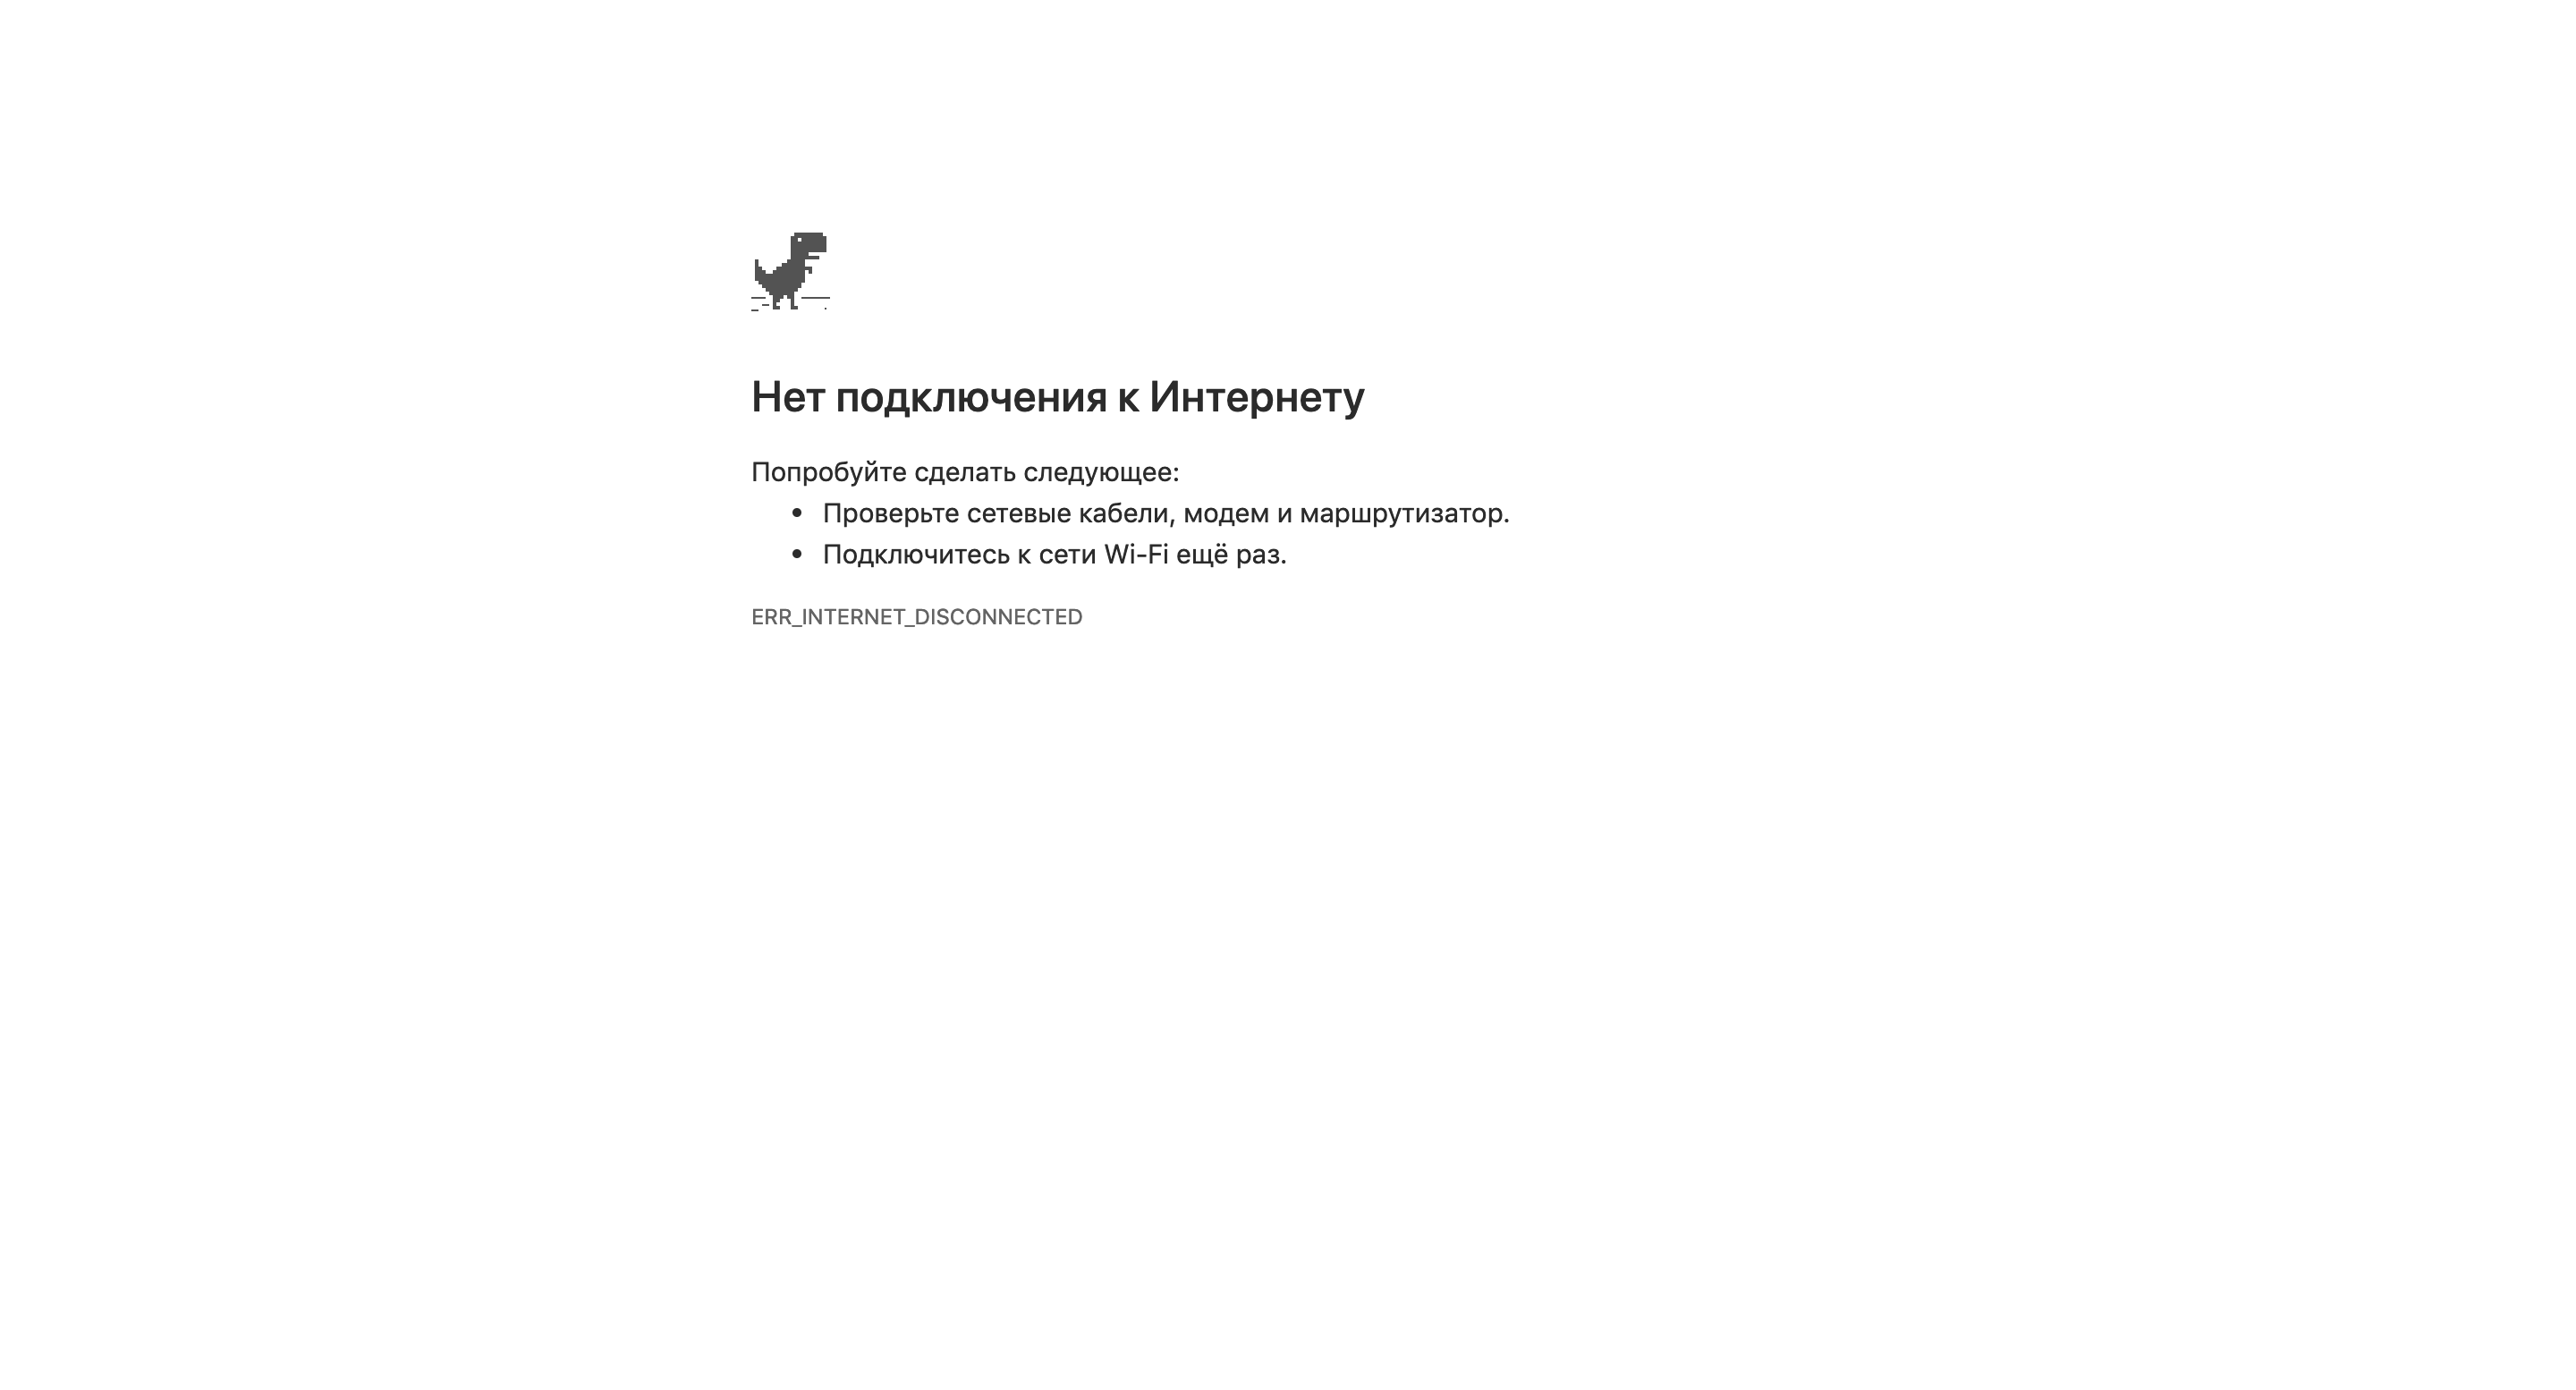 Нет подключения к Интернету
Попробуйте сделать следующее:
• Проверьте сетевые кабели, модем и маршрутизатор.
• Подключитесь к сети Wi-Fi ещё раз.
ERR_INTERNET_DISCONNECTED